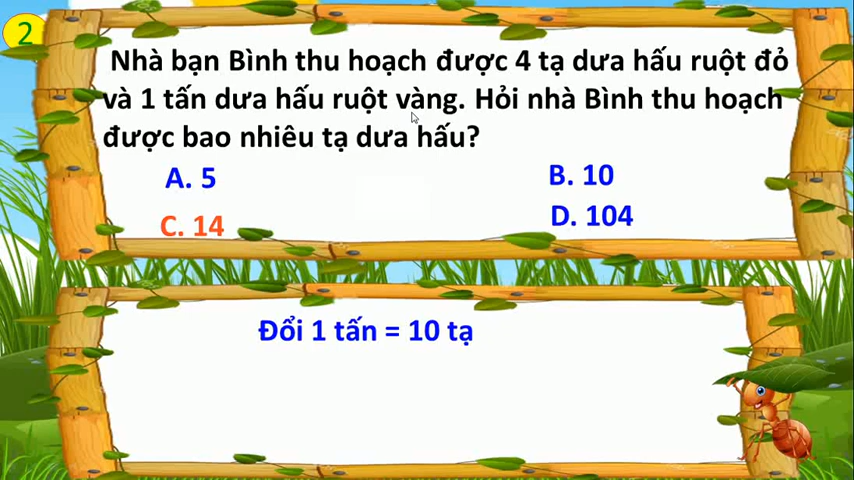 2
Nhà bạn Bình thu hoạch được 4 tạ dưa hấu ruột đỏ
và 1 tấn dưa hấu ruột vàng. Hỏi nhà Bình thu hoạch
được bao nhiêu tạ dưa hấu?
A. 5
B. 10
C. 14
D. 104
Đổi 1 tấn = 10 tạ